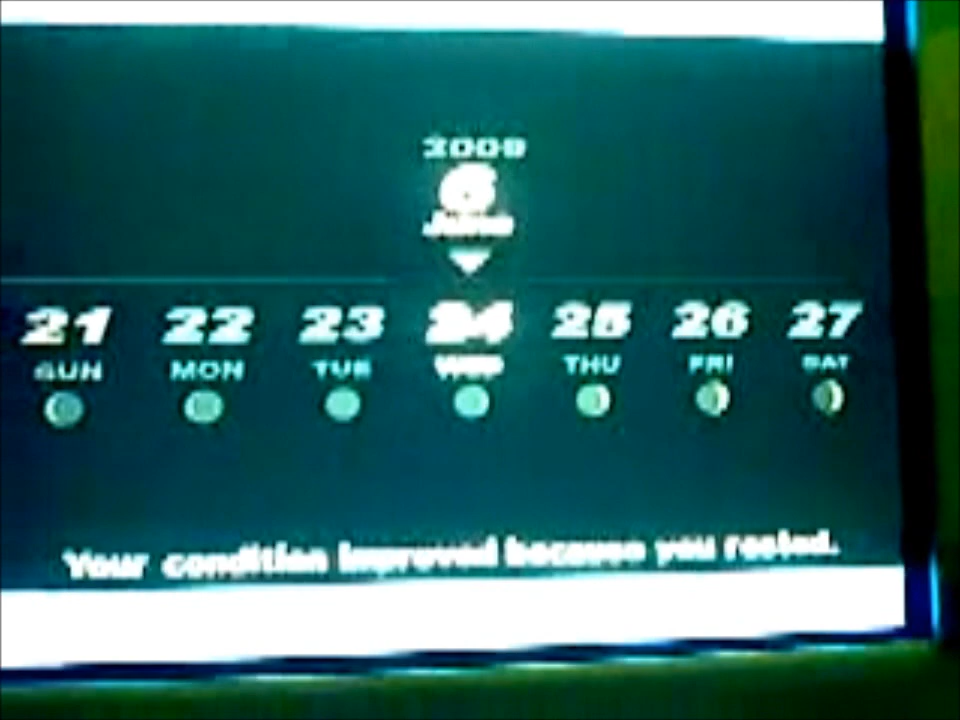 2009
6
June
21 22 23 24 25 26 27
SUN MON TUE WED THU FRI SAT
Your condition improved because you rested.